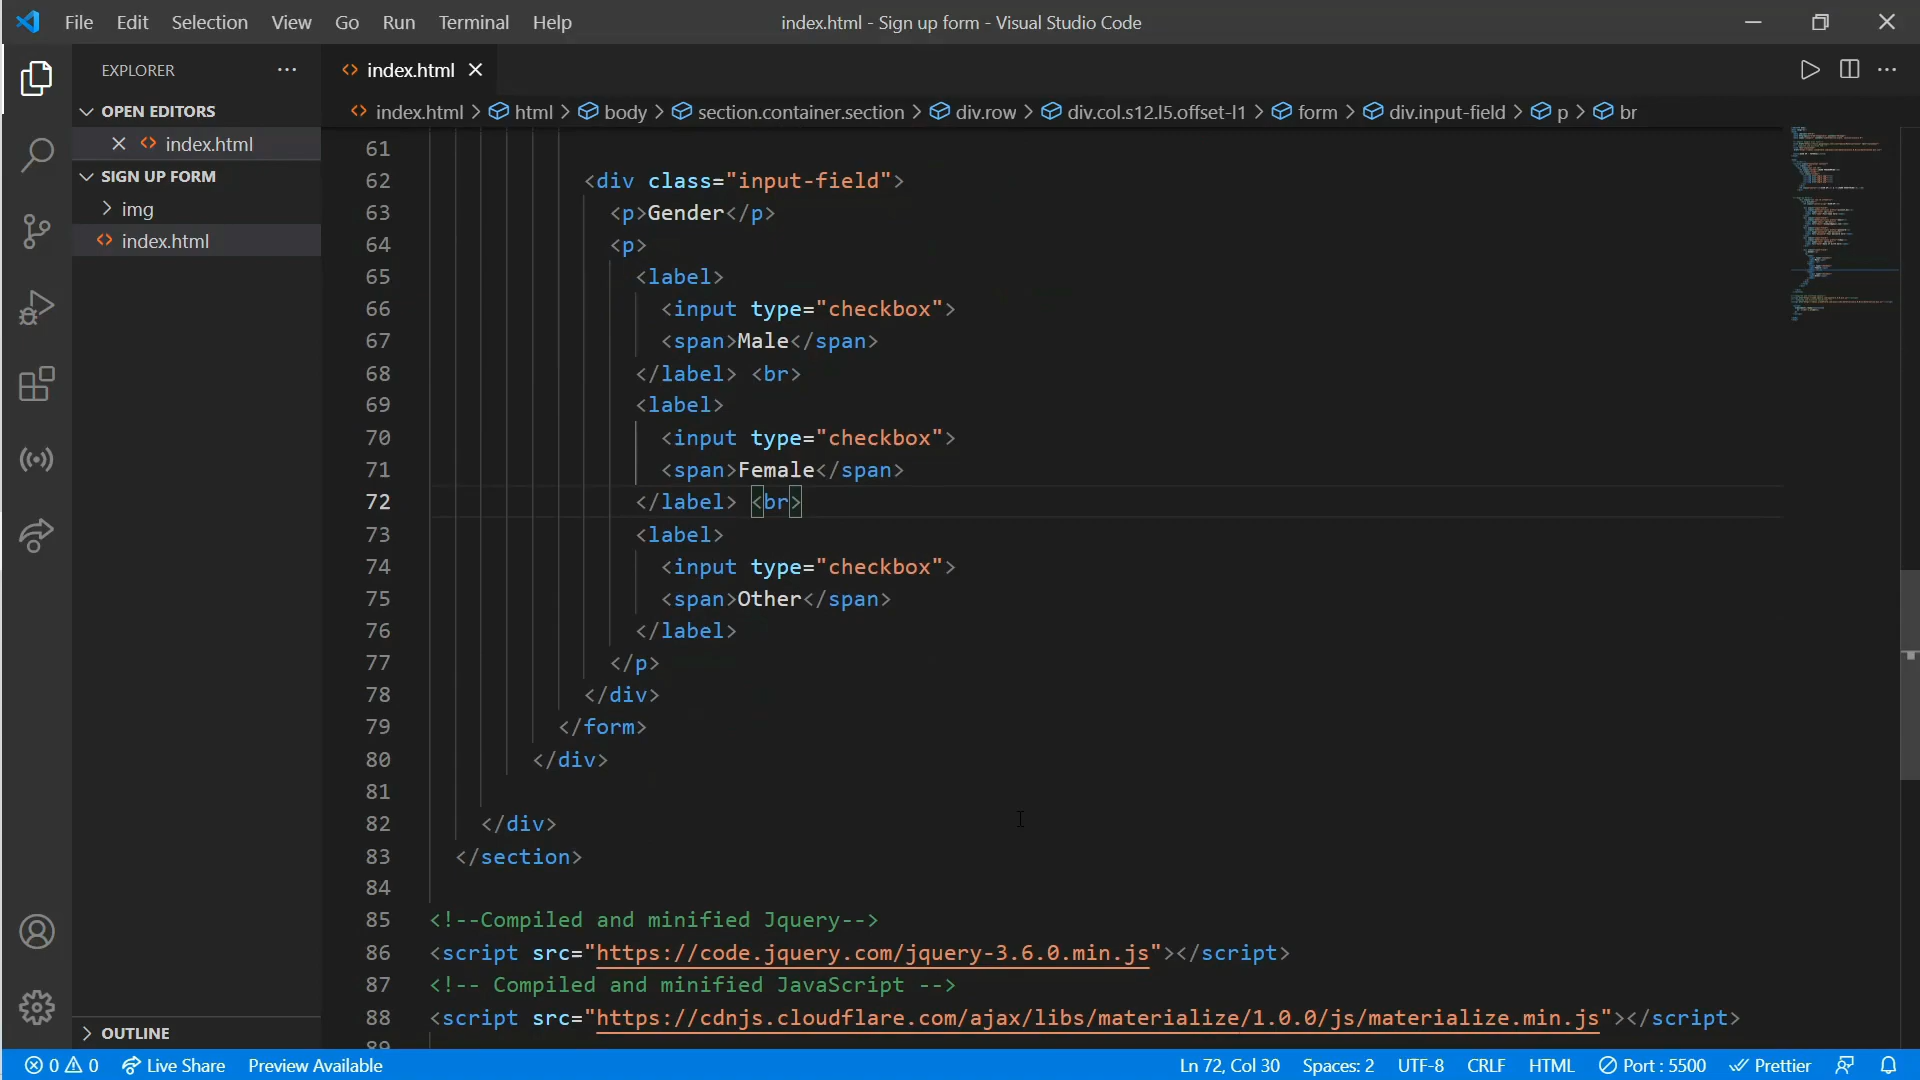 File Edit Selection View Go Run Terminal Help index.html - Sign up form - Visual Studio Code
EXPLORER ···
index.html
OPEN EDITORS
index.html
SIGN UP FORM
img
index.html
OUTLINE
index.html > html > body > section.container.section > div.row > div.col.s12.l5.offset-l1 > form > div.input-field > p > br
61
62 <div class="input-field">
63 <p>Gender</p>
64 <p>
65 <label>
66 <input type="checkbox">
67 <span>Male</span>
68 </label> <br>
69 <label>
70 <input type="checkbox">
71 <span>Female</span>
72 </label> <br>
73 <label>
74 <input type="checkbox">
75 <span>Other</span>
76 </label>
77 </p>
78 </div>
79 </form>
80 </div>
81
82 </div>
83 </section>
84
85 <!--Compiled and minified Jquery-->
86 <script src="https://code.jquery.com/jquery-3.6.0.min.js"></script>
87 <!-- Compiled and minified JavaScript -->
88 <script src="https://cdnjs.cloudflare.com/ajax/libs/materialize/1.0.0/js/materialize.min.js"></script>
89
0 0 Live Share Preview Available Ln 72, Col 30 Spaces: 2 UTF-8 CRLF HTML Port : 5500 Prettier